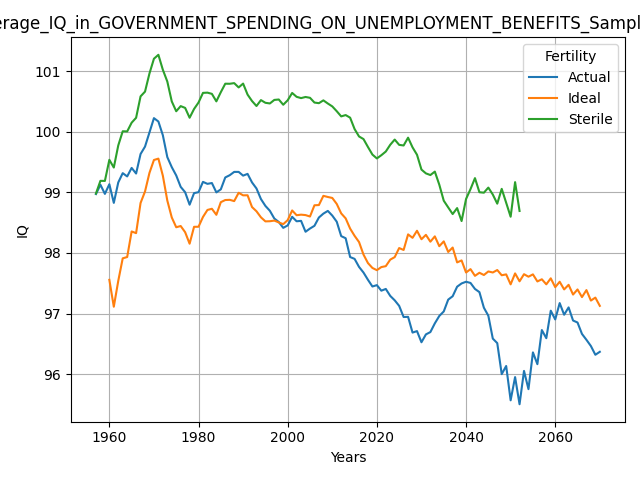 erage_IQ_in_GOVERNMENT_SPENDING_ON_UNEMPLOYMENT_BENEFITS_Sampl
Fertility
Actual
Ideal
Sterile
IQ
101
100
99
98
97
96
1960 1980 2000 2020 2040 2060
Years